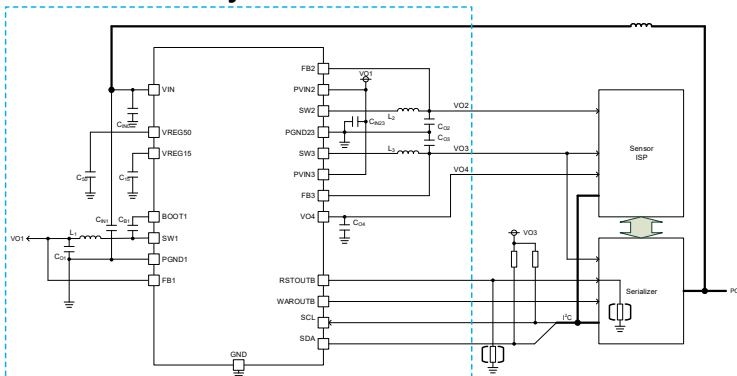 FB2
VO1
VIN
PVIN2
SW2
VO2
L2
CIN23
CO2
Sensor
ISP
VREG50
PGND23
CO3
VREG15
SW3
L3
VO3
C50
C15
PVIN3
VO4
FB3
BOOT1
VO4
CIN1
CB1
CO4
VO1
L1
SW1
VO3
CO1
PGND1
FB1
RSTOUTB
Serializer
WAROUTB
SCL
I2C
SDA
GND